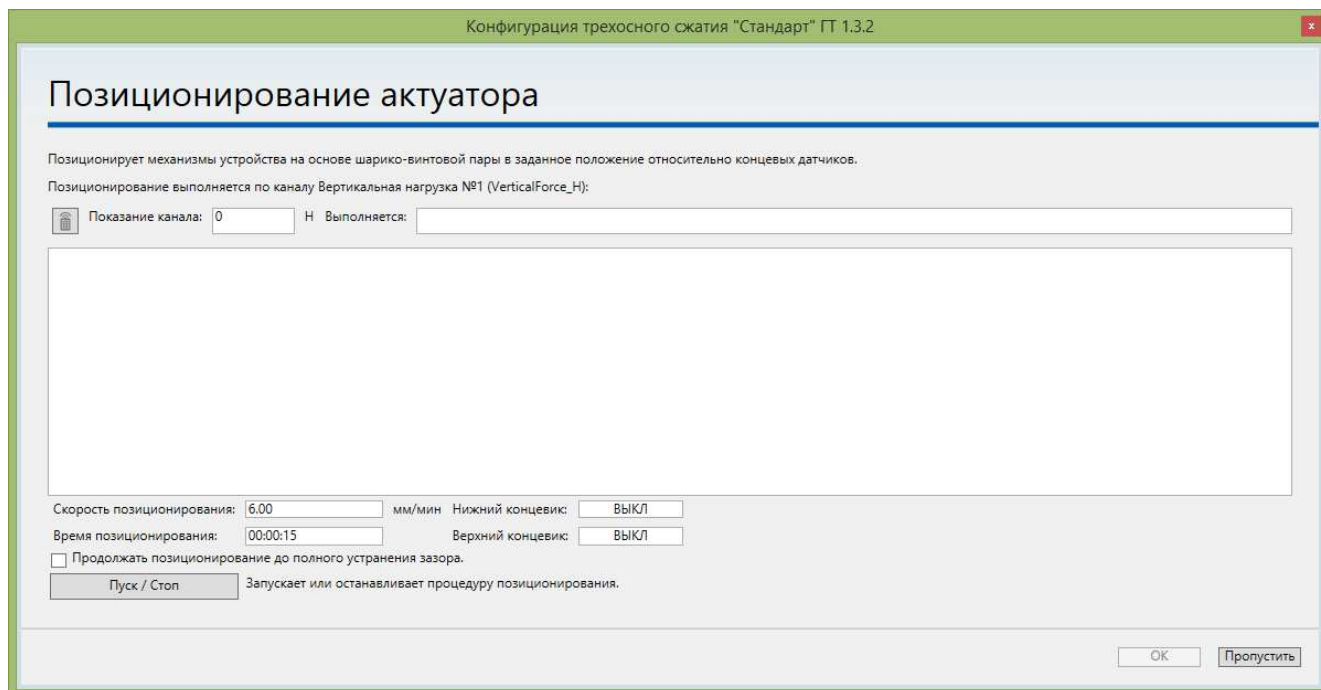 Конфигурация трехосного сжатия "Стандарт" ГТ 1.3.2
x
Позиционирование актуатора
Позиционирует механизмы устройства на основе шарико-винтовой пары в заданное положение относительно концевых датчиков.
Позиционирование выполняется по каналу Вертикальная нагрузка №1 (VerticalForce_H):
Показание канала: 0 Н Выполняется:
Скорость позиционирования: 6.00 мм/мин Нижний концевик: ВЫКЛ
Время позиционирования: 00:00:15 Верхний концевик: ВЫКЛ
Продолжать позиционирование до полного устранения зазора.
Пуск / Стоп Запускает или останавливает процедуру позиционирования.
ОК Пропустить